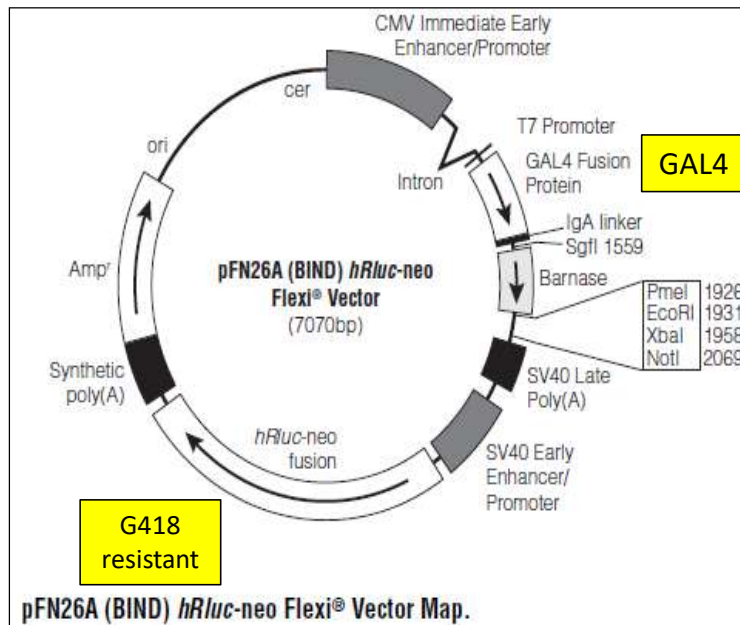 CMV Immediate Early
Enhancer/Promoter
cer
ori
T7 Promoter
GAL4 Fusion
Protein
GAL4
Intron
IgA linker
SgfI 1559
Ampʳ
pFN26A (BIND) hRluc-neo
Flexi® Vector
(7070bp)
Barnase
PmeI 1926
EcoRI 1931
XbaI 1958
NotI 2069
Synthetic
poly(A)
SV40 Late
Poly(A)
hRluc-neo
fusion
SV40 Early
Enhancer/
Promoter
G418
resistant
pFN26A (BIND) hRluc-neo Flexi® Vector Map.